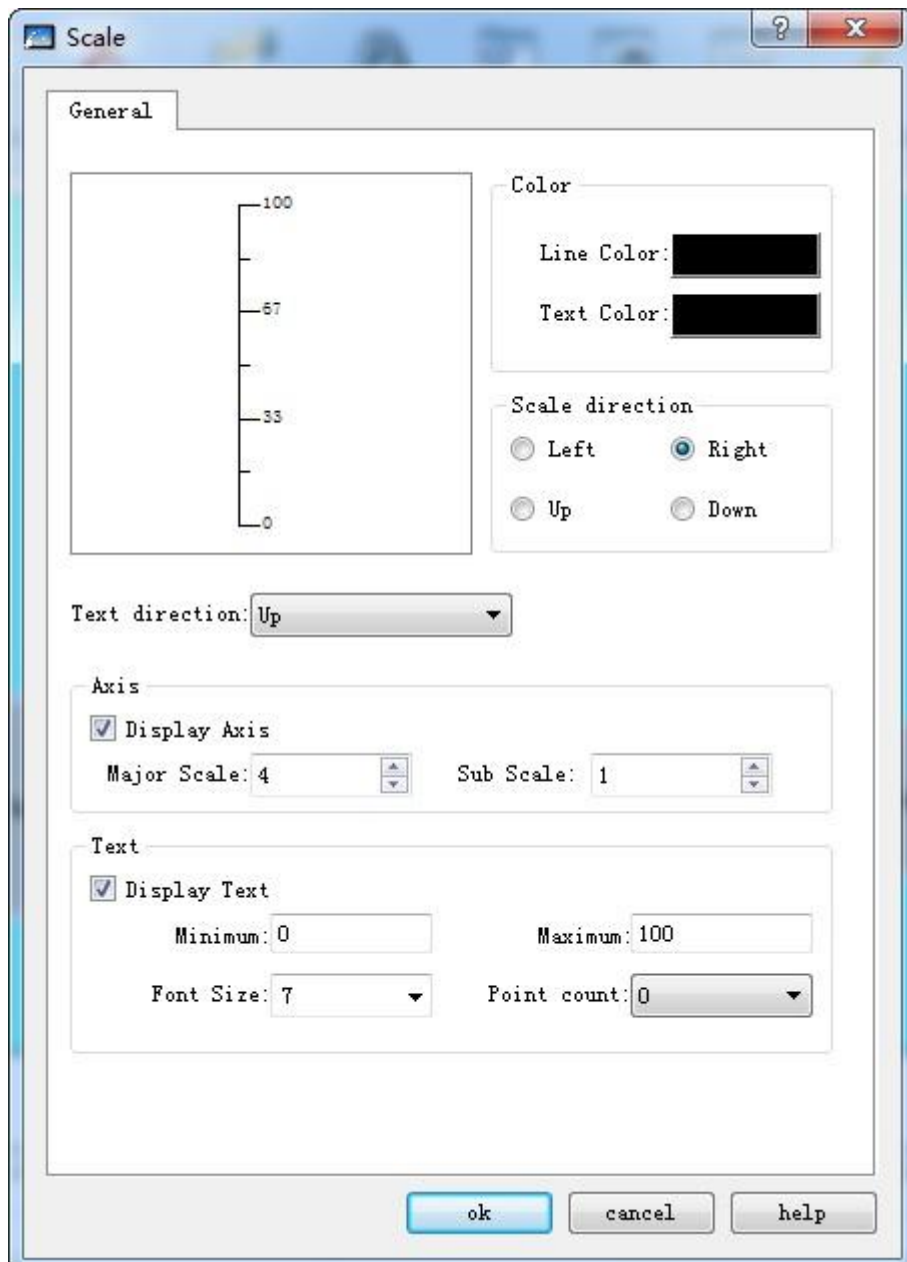 Scale
General
100
67
33
0
Color
Line Color:
Text Color:
Scale direction
Left Right
Up Down
Text direction: Up
Axis
Display Axis
Major Scale: 4 Sub Scale: 1
Text
Display Text
Minimum: 0 Maximum: 100
Font Size: 7 Point count: 0
ok cancel help